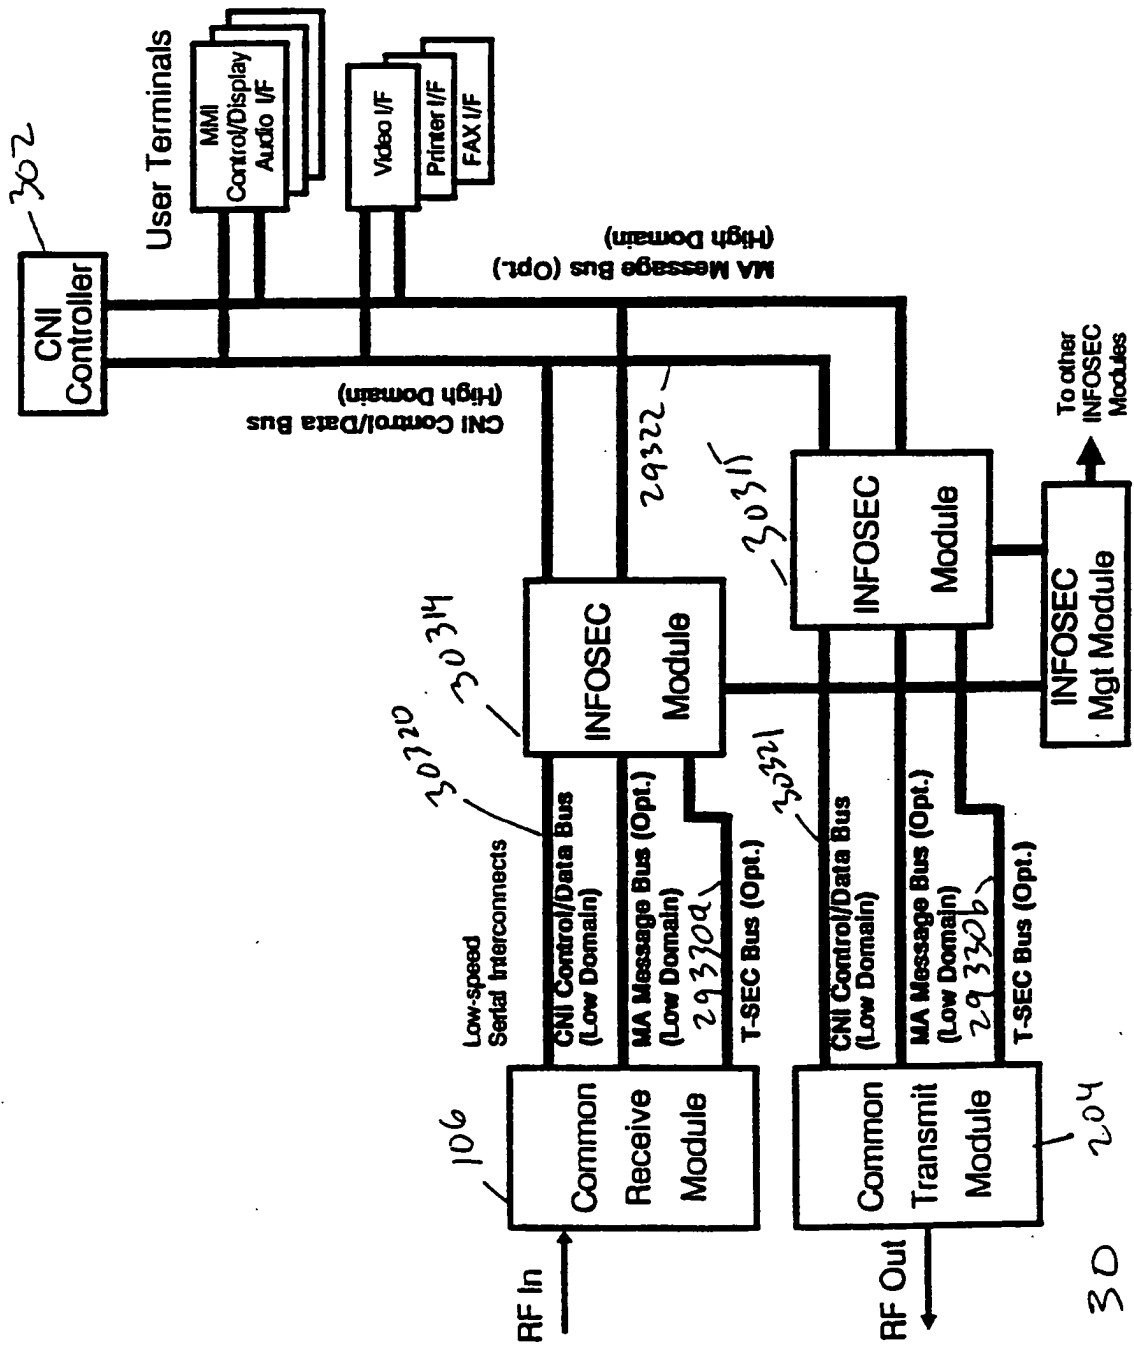 302
CNI
Controller
User Terminals
MMI
Control/Display
Audio I/F
Video I/F
Printer I/F
FAX I/F
CNI Control/Data Bus
(High Domain)
MA Message Bus (Opt.)
(High Domain)
29322
30314
INFOSEC
Module
30315
INFOSEC
Module
To other
INFOSEC
Modules
INFOSEC
Mgt Module
30320
Low-speed
Serial Interconnects
CNI Control/Data Bus
(Low Domain)
MA Message Bus (Opt.)
(Low Domain)
29330a
T-SEC Bus (Opt.)
30321
CNI Control/Data Bus
(Low Domain)
MA Message Bus (Opt.)
(Low Domain)
29330b
T-SEC Bus (Opt.)
106
Common
Receive
Module
RF In
Common
Transmit
Module
204
RF Out
30